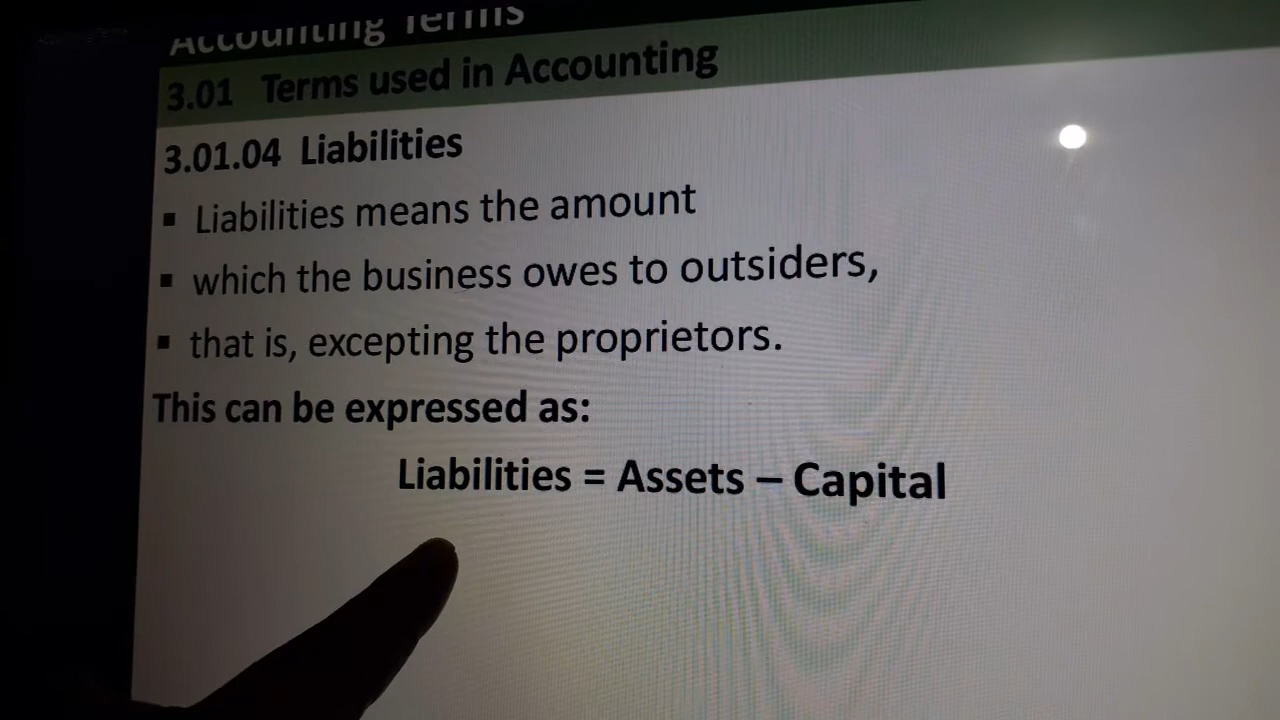 Accounting Terms
3.01 Terms used in Accounting
3.01.04 Liabilities
▪ Liabilities means the amount
▪ which the business owes to outsiders,
▪ that is, excepting the proprietors.
This can be expressed as:
Liabilities = Assets – Capital